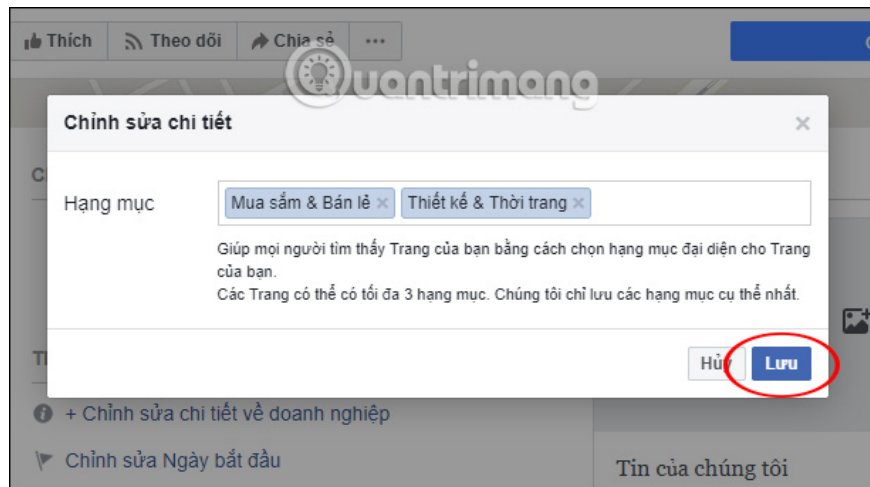 Thích Theo dõi Chia sẻ ...
Quantrimang
Chỉnh sửa chi tiết
Hạng mục
Mua sắm & Bán lẻ × Thiết kế & Thời trang ×
Giúp mọi người tìm thấy Trang của bạn bằng cách chọn hạng mục đại diện cho Trang
của bạn.
Các Trang có thể có tối đa 3 hạng mục. Chúng tôi chỉ lưu các hạng mục cụ thể nhất.
Hủy Lưu
+ Chỉnh sửa chi tiết về doanh nghiệp
Chỉnh sửa Ngày bắt đầu
Tin của chúng tôi